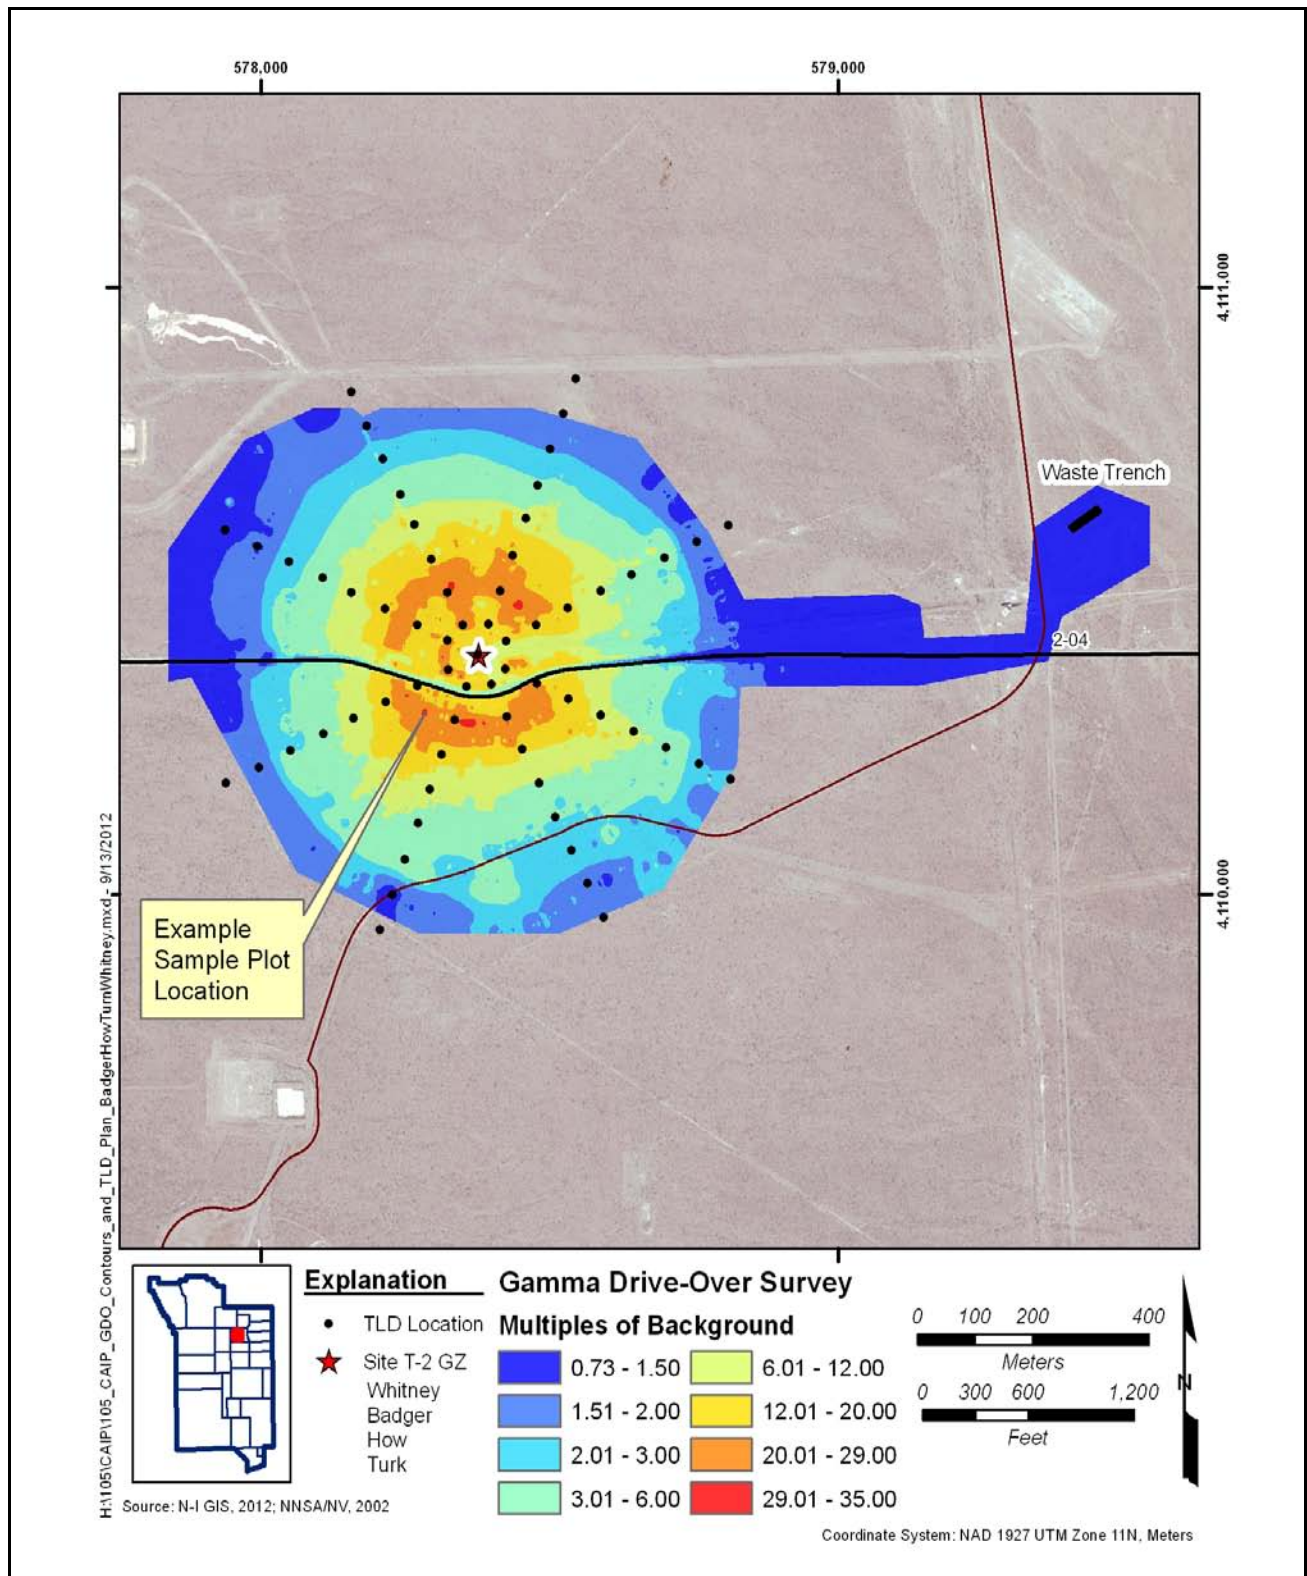 578,000
579,000
4,111,000
Waste Trench
2-04
4,110,000
Example
Sample Plot
Location
H:\105\CAIP\105_CAIP_GDO_Contours_and_TLD_Plan_BadgerHowTurnWhitney.mxd - 9/13/2012
Explanation
TLD Location
Site T-2 GZ
Whitney
Badger
How
Turk
Gamma Drive-Over Survey
Multiples of Background
0.73 - 1.50
1.51 - 2.00
2.01 - 3.00
3.01 - 6.00
6.01 - 12.00
12.01 - 20.00
20.01 - 29.00
29.01 - 35.00
0 100 200 400
Meters
0 300 600 1,200
Feet
N
Source: N-I GIS, 2012; NNSA/NV, 2002
Coordinate System: NAD 1927 UTM Zone 11N, Meters